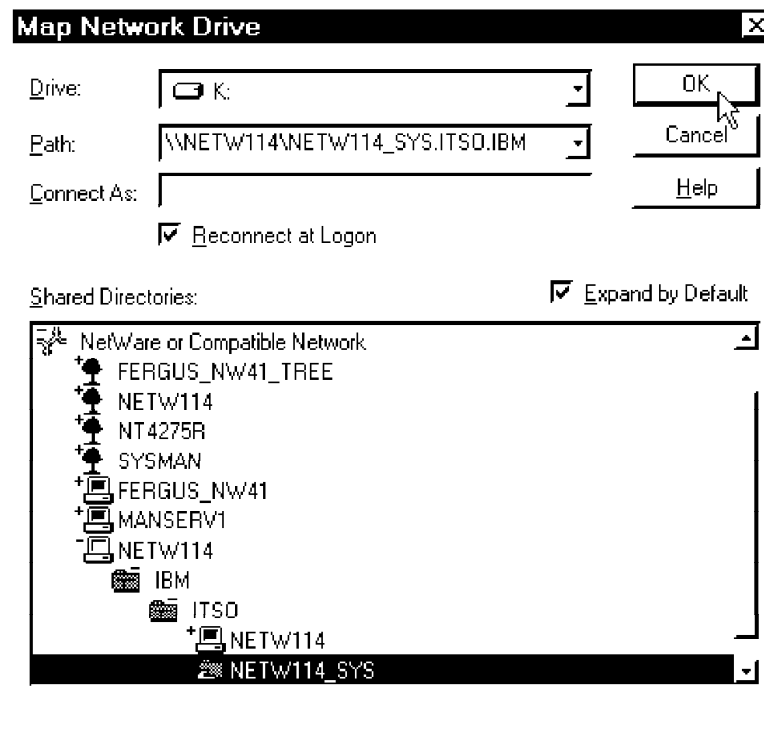 Map Network Drive
Drive: K: OK
Path: \\NETW114\NETW114_SYS.ITSO.IBM Cancel
Connect As: Help
Reconnect at Logon
Shared Directories: Expand by Default
NetWare or Compatible Network
FERGUS_NW41_TREE
NETW114
NT4275R
SYSMAN
FERGUS_NW41
MANSERV1
NETW114
IBM
ITSO
NETW114
NETW114_SYS